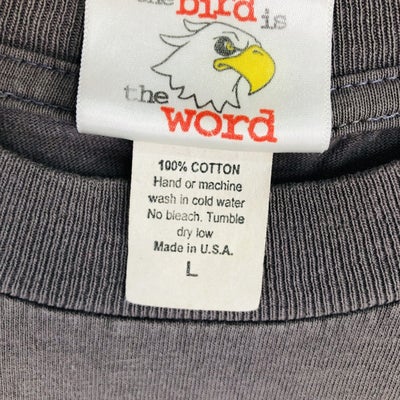 the bird is
the
word
100% COTTON
Hand or machine
wash in cold water
No bleach. Tumble
dry low
Made in U.S.A.
L